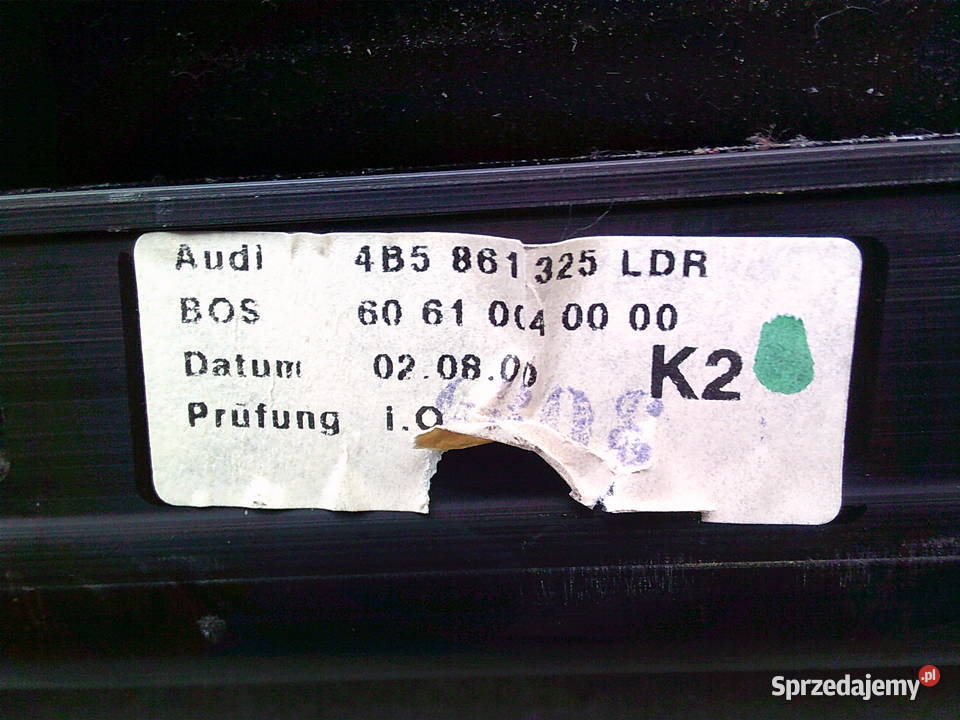 Audi 4B5 861 325 LDR
BOS 60 61 004 00 00
Datum 02.08.00
K2
Prüfung i.O
Sprzedajemy.pl